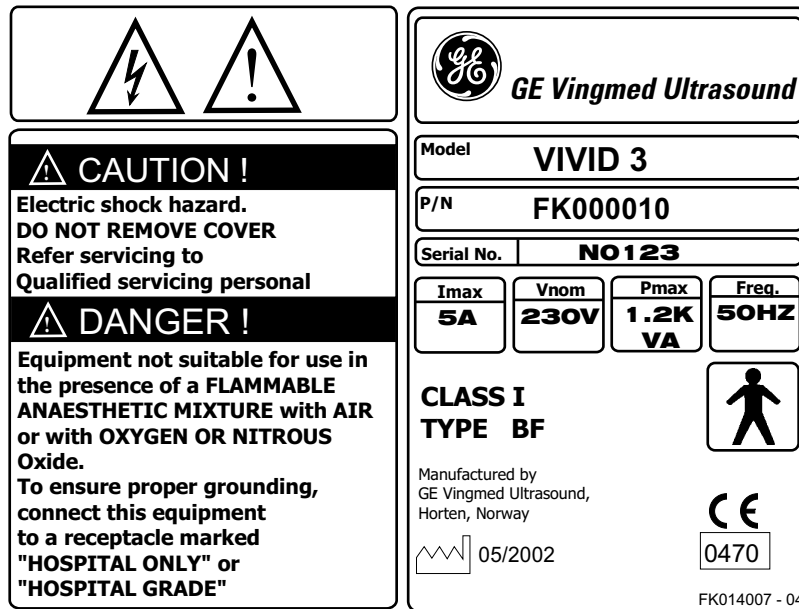 CAUTION !
Electric shock hazard.
DO NOT REMOVE COVER
Refer servicing to
Qualified servicing personal
DANGER !
Equipment not suitable for use in
the presence of a FLAMMABLE
ANAESTHETIC MIXTURE with AIR
or with OXYGEN OR NITROUS
Oxide.
To ensure proper grounding,
connect this equipment
to a receptacle marked
"HOSPITAL ONLY" or
"HOSPITAL GRADE"
GE
GE Vingmed Ultrasound
Model VIVID 3
P/N FK000010
Serial No. N0123
Imax Vnom Pmax Freq.
5A 230V 1.2K 50HZ
VA
CLASS I
TYPE BF
Manufactured by
GE Vingmed Ultrasound,
Horten, Norway
05/2002
CE
0470
FK014007 - 04